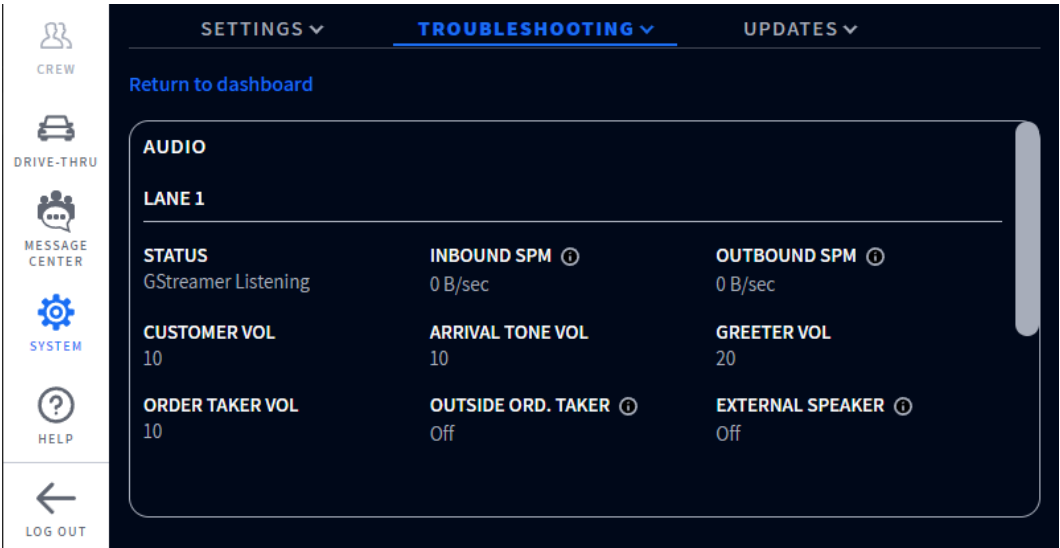 CREW
DRIVE-THRU
MESSAGE
CENTER
SYSTEM
HELP
LOG OUT
SETTINGS TROUBLESHOOTING UPDATES
Return to dashboard
AUDIO
LANE 1
STATUS INBOUND SPM OUTBOUND SPM
GStreamer Listening 0 B/sec 0 B/sec
CUSTOMER VOL ARRIVAL TONE VOL GREETER VOL
10 10 20
ORDER TAKER VOL OUTSIDE ORD. TAKER EXTERNAL SPEAKER
10 Off Off